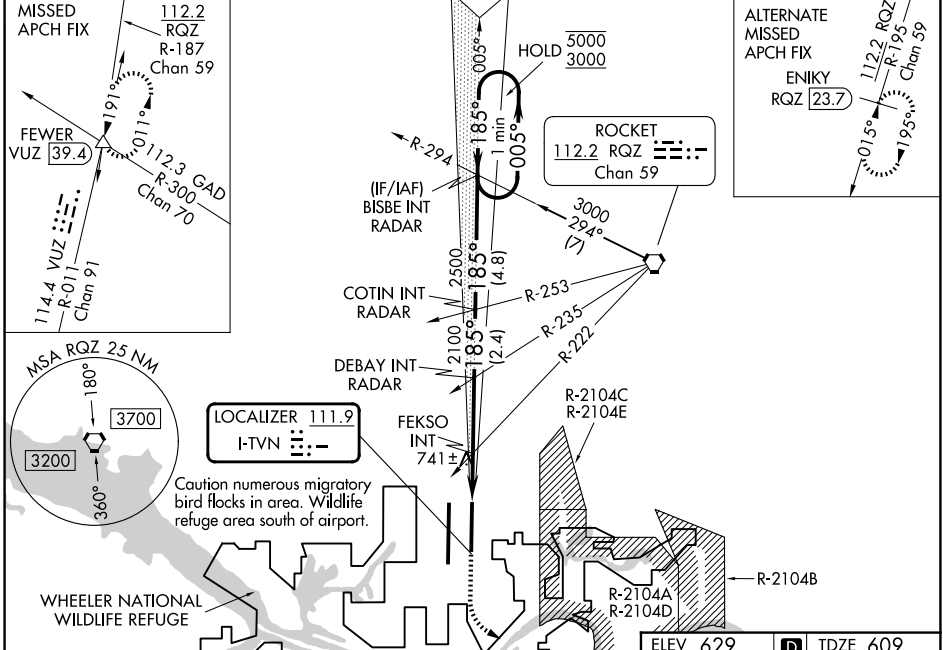 MISSED
APCH FIX
112.2
RQZ
R-187
Chan 59
191°
011°
FEWER
VUZ 39.4
112.3 GAD
R-300
Chan 70
114.4 VUZ
R-011
Chan 91
005°
HOLD
5000
3000
185°
1 min
005°
R-294
(IF/IAF)
BISBE INT
RADAR
ROCKET
112.2 RQZ
Chan 59
3000
294°
(7)
ALTERNATE
MISSED
APCH FIX
112.2 RQZ
R-195
Chan 59
ENIKY
RQZ 23.7
015°
195°
2500
185°
(4.8)
COTIN INT
RADAR
R-253
R-235
R-222
2100
185°
(2.4)
DEBAY INT
RADAR
FEKSO
INT
741±
MSA RQZ 25 NM
180°
3700
3200
360°
LOCALIZER 111.9
I-TVN
Caution numerous migratory
bird flocks in area. Wildlife
refuge area south of airport.
R-2104C
R-2104E
R-2104B
R-2104A
R-2104D
WHEELER NATIONAL
WILDLIFE REFUGE
ELEV 629 D TDZE 609